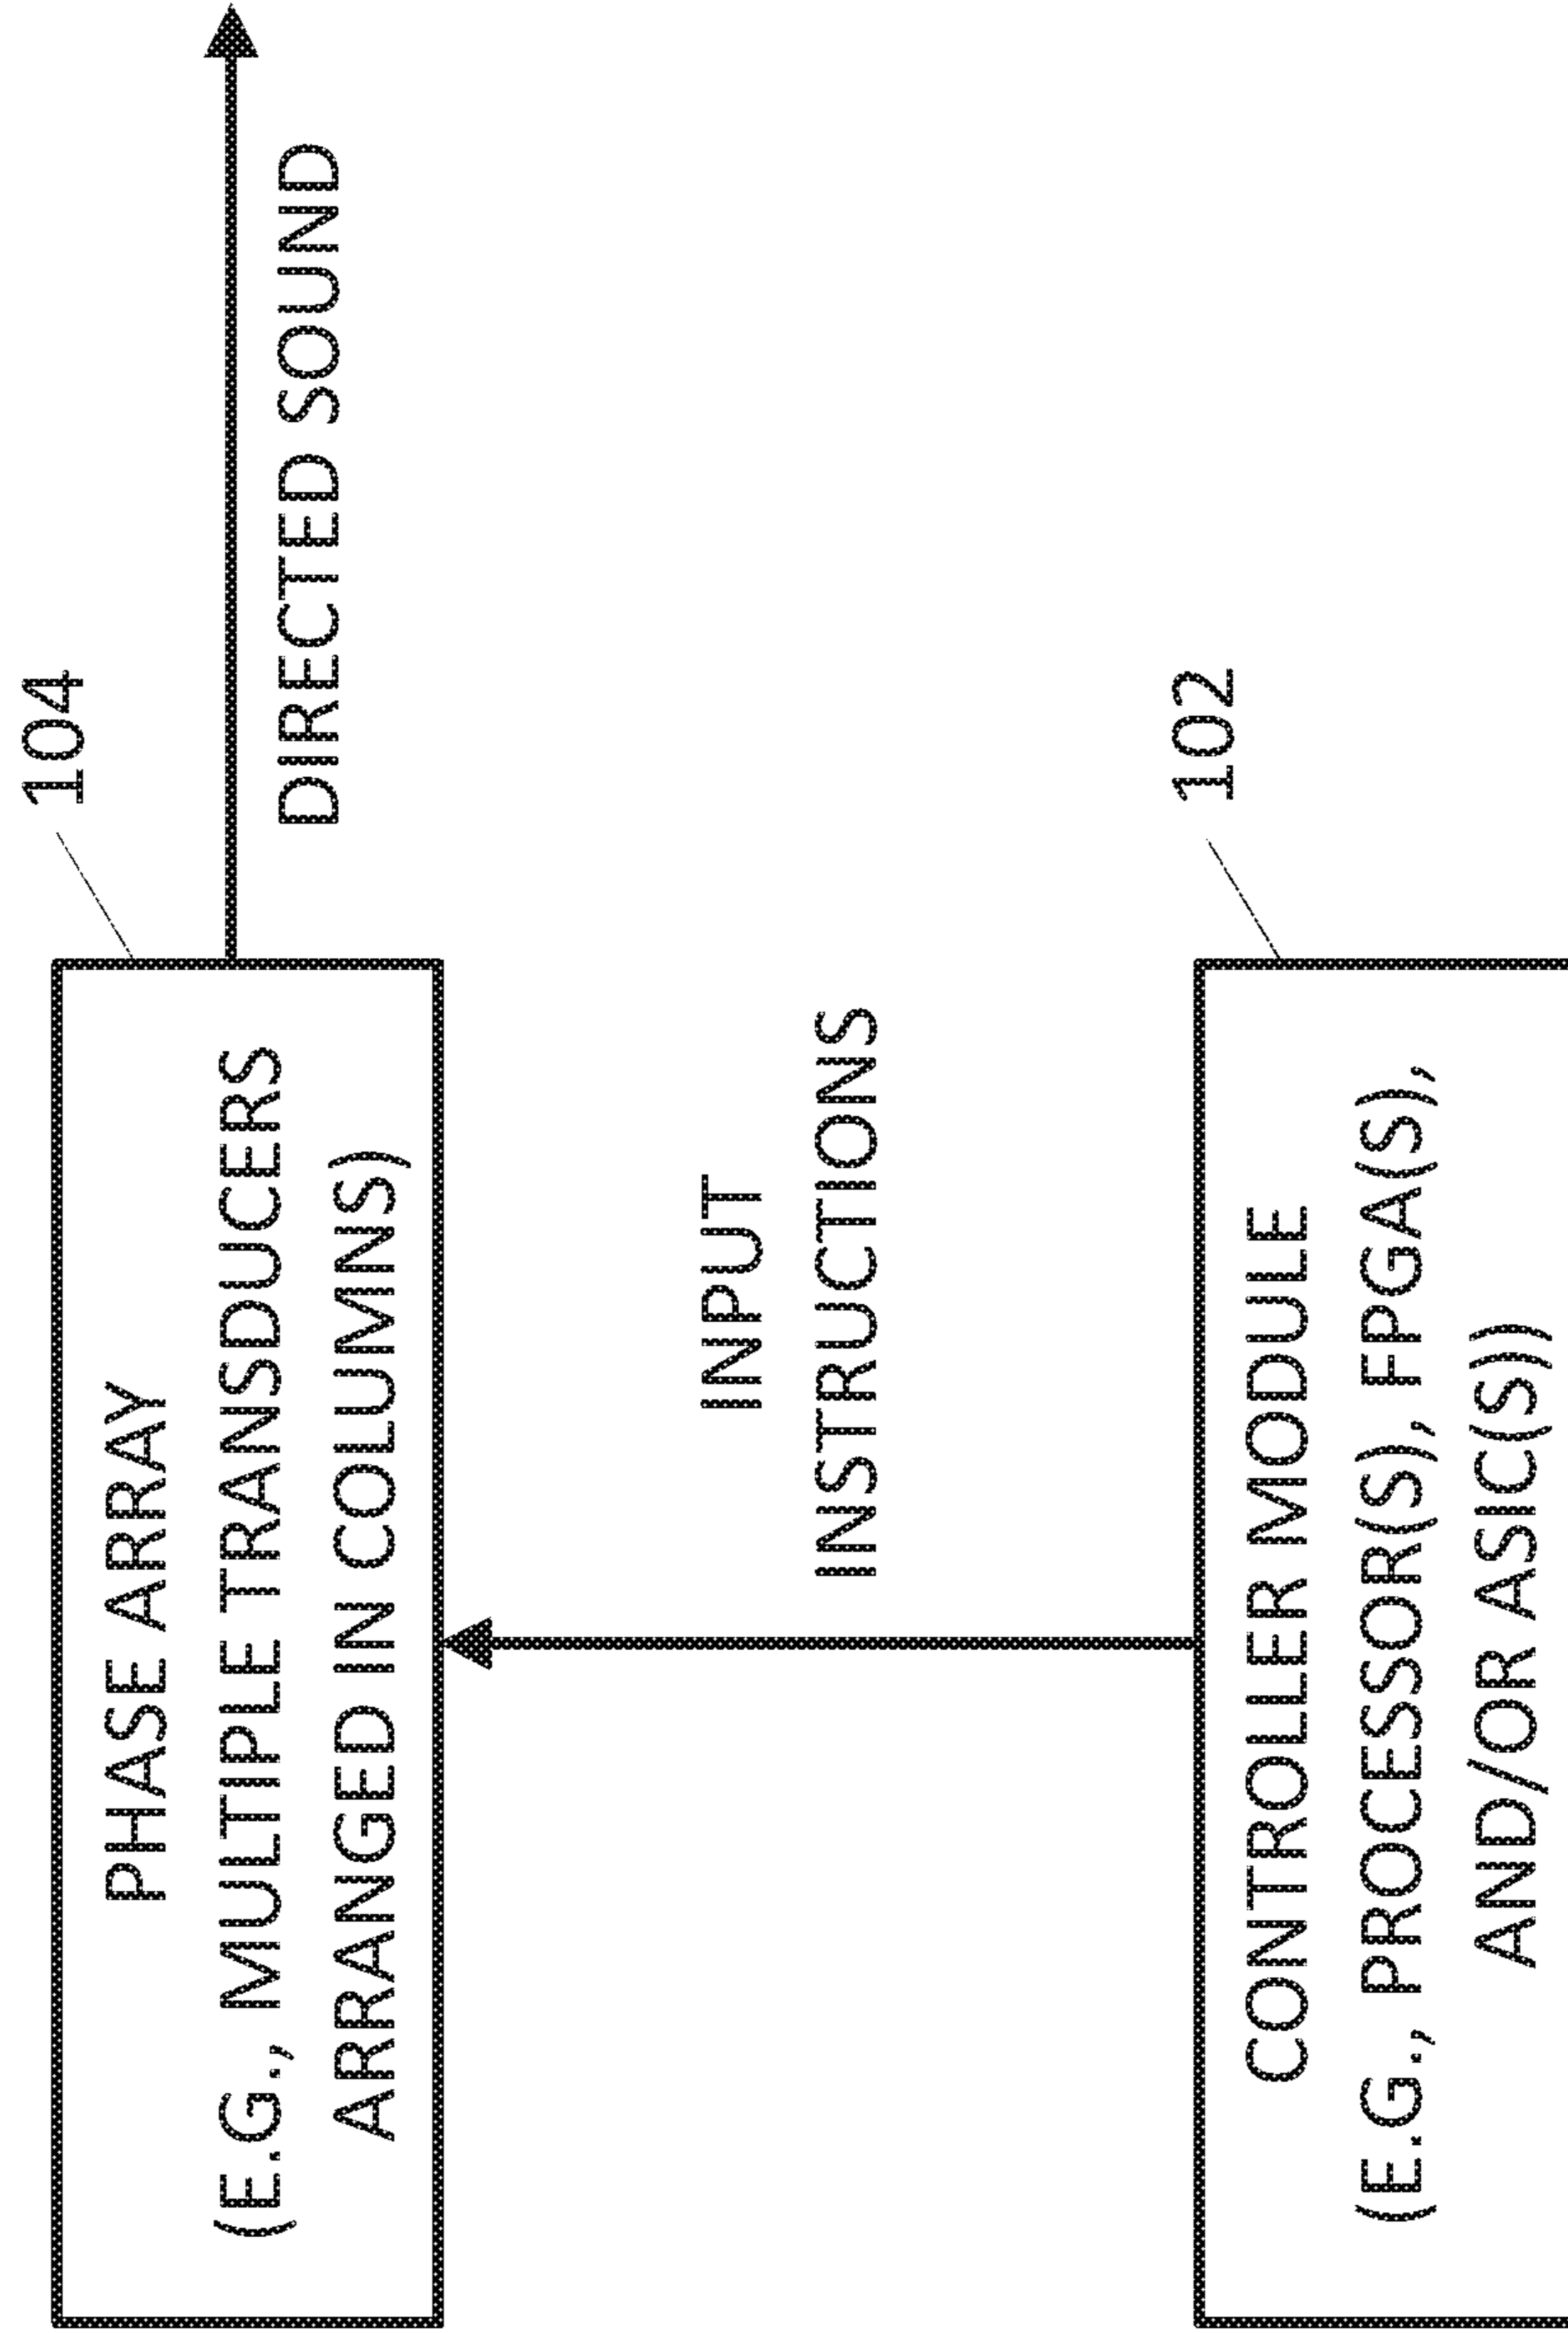 104
PHASE ARRAY
(E.G., MULTIPLE TRANSDUCERS
ARRANGED IN COLUMNS)
DIRECTED SOUND
INPUT
INSTRUCTIONS
102
CONTROLLER MODULE
(E.G., PROCESSOR(S), FPGA(S),
AND/OR ASIC(S))